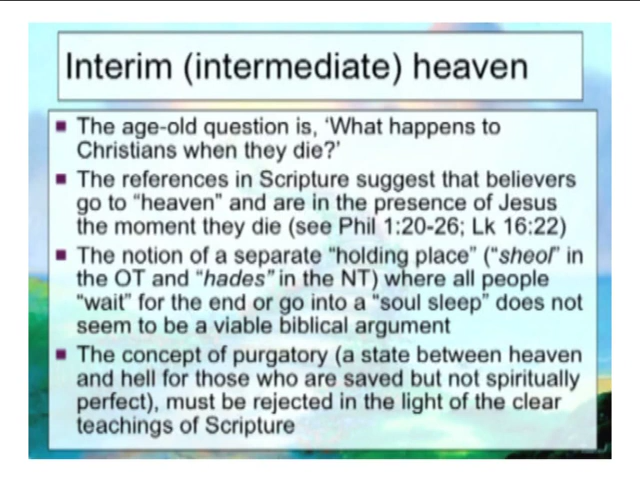 Interim (intermediate) heaven
■ The age-old question is, ‘What happens to
Christians when they die?’
■ The references in Scripture suggest that believers
go to “heaven” and are in the presence of Jesus
the moment they die (see Phil 1:20-26; Lk 16:22)
■ The notion of a separate “holding place” (“sheol” in
the OT and “hades” in the NT) where all people
“wait” for the end or go into a “soul sleep” does not
seem to be a viable biblical argument
■ The concept of purgatory (a state between heaven
and hell for those who are saved but not spiritually
perfect), must be rejected in the light of the clear
teachings of Scripture